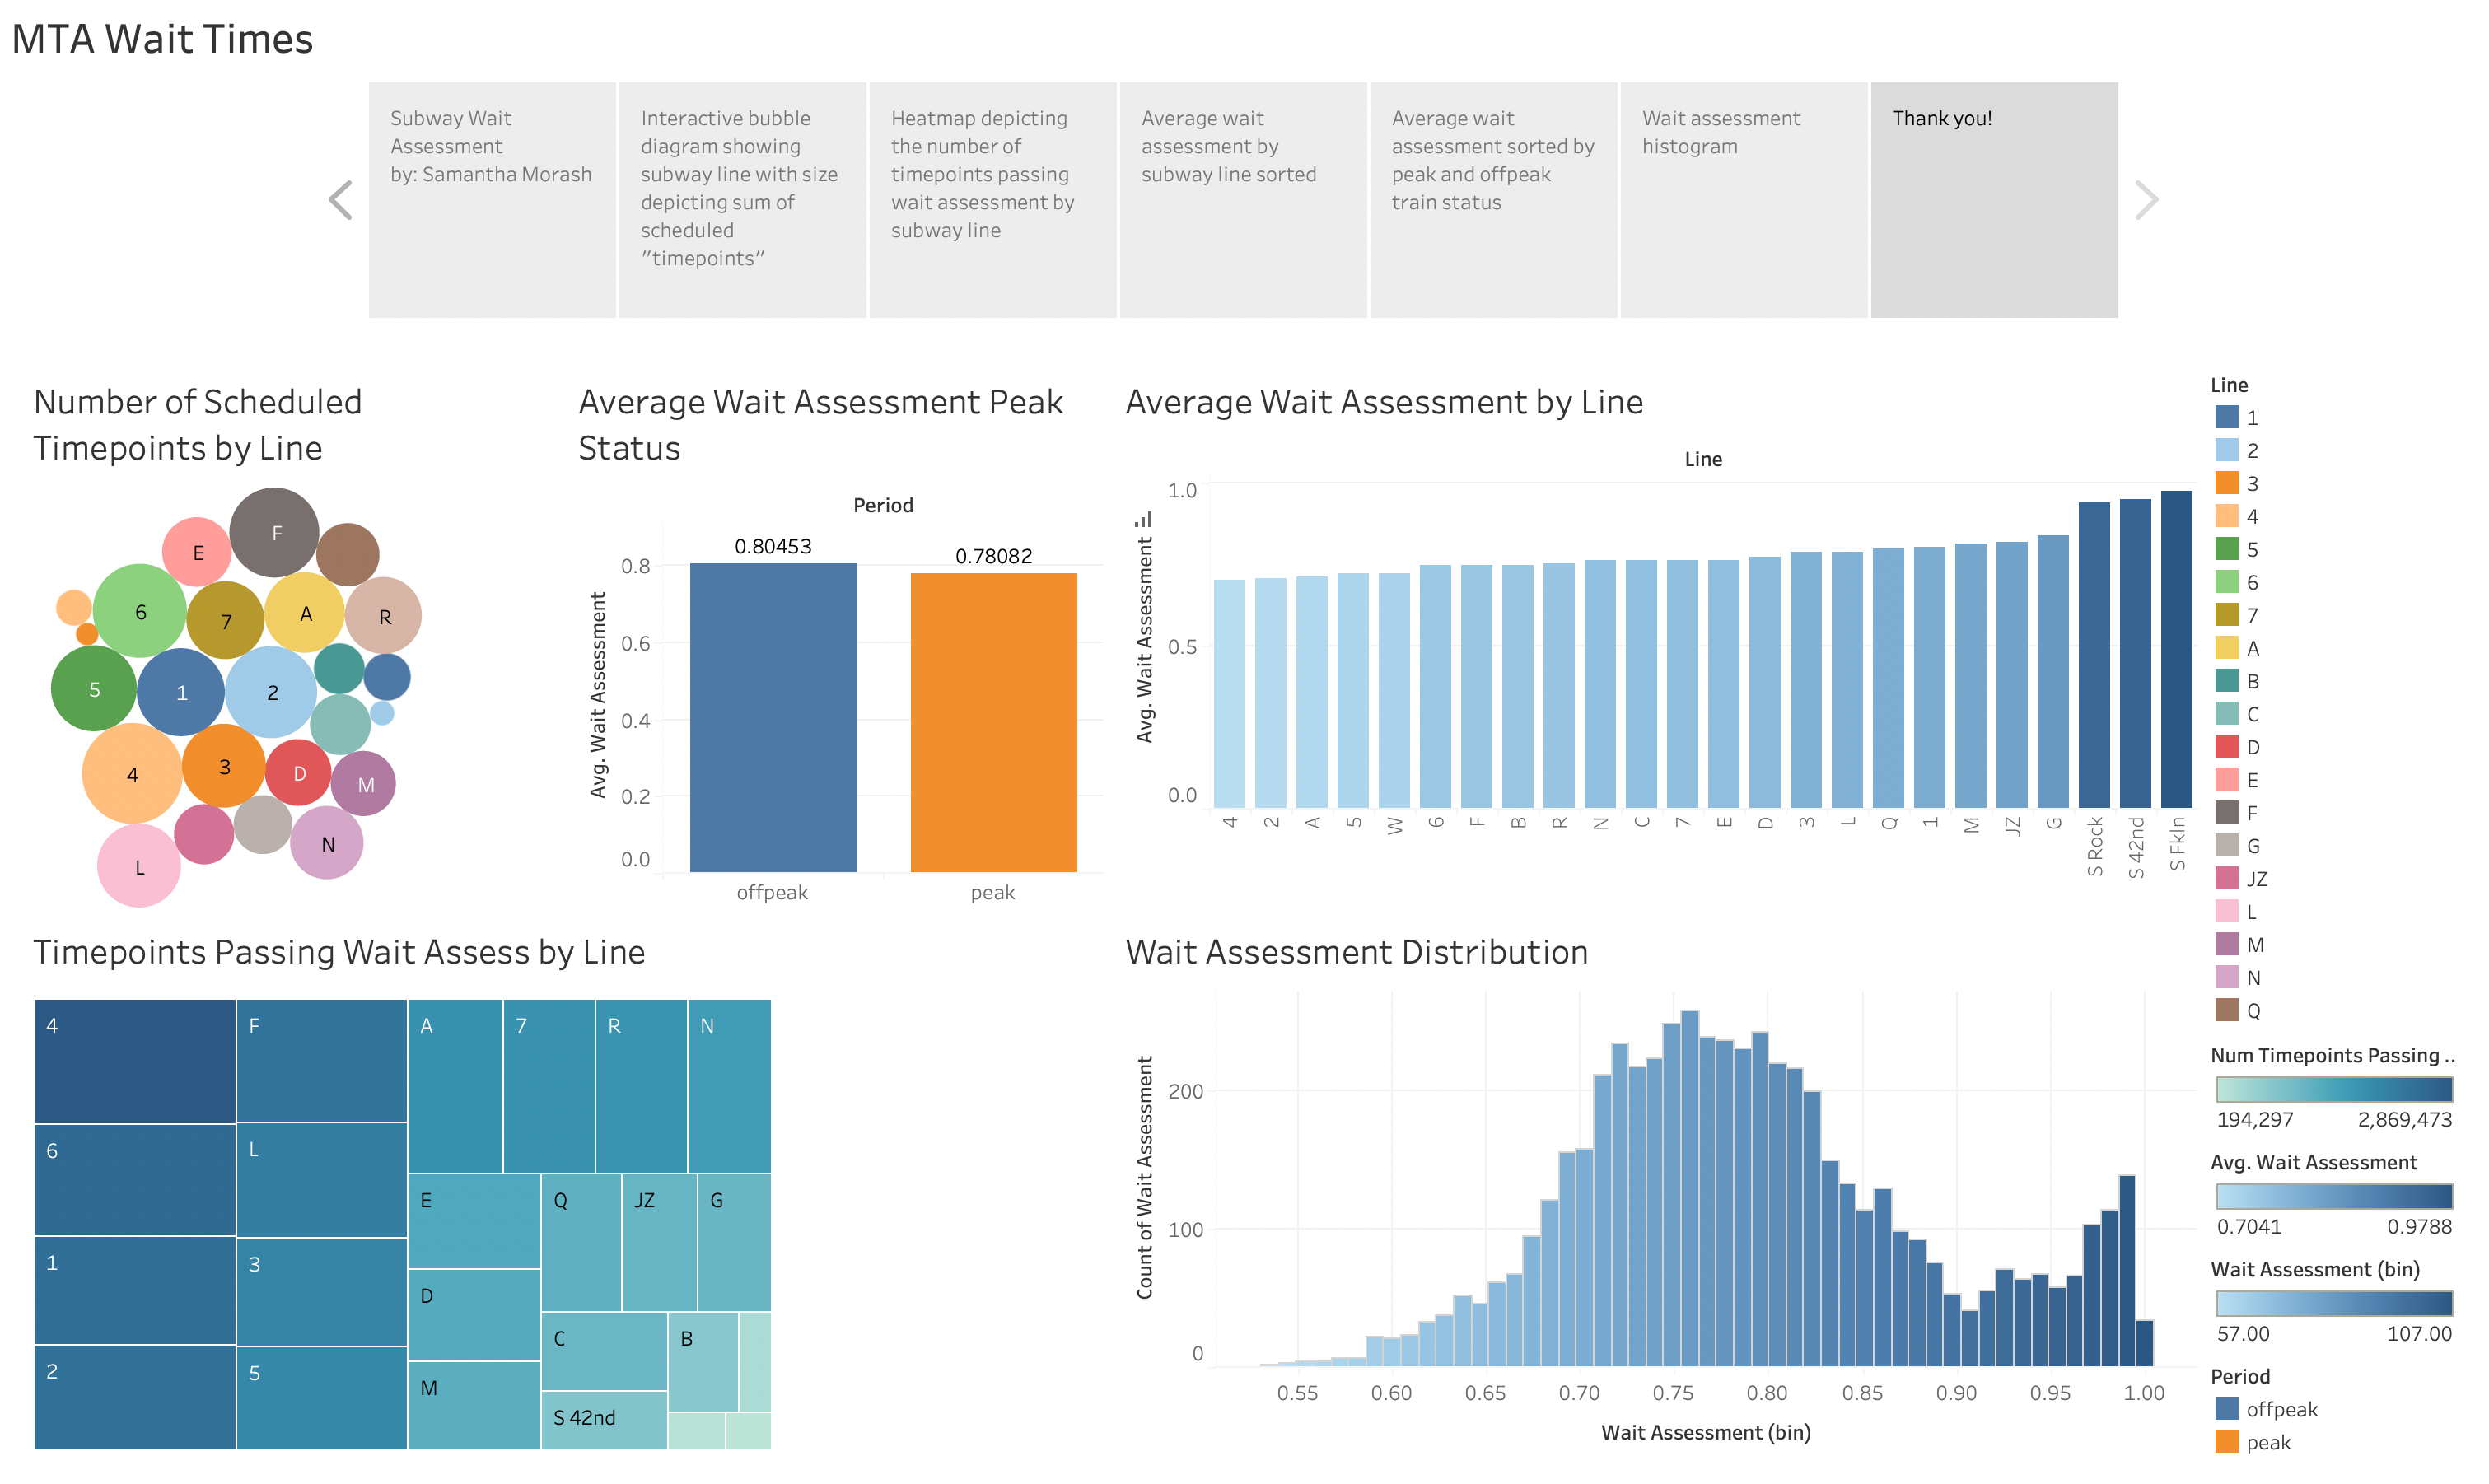 MTA Wait Times
Subway Wait
Assessment
by: Samantha Morash
Interactive bubble
diagram showing
subway line with size
depicting sum of
scheduled
"timepoints"
Heatmap depicting
the number of
timepoints passing
wait assessment by
subway line
Average wait
assessment by
subway line sorted
Average wait
assessment sorted by
peak and offpeak
train status
Wait assessment
histogram
Thank you!
Number of Scheduled
Timepoints by Line
F
E
6
7
A
R
5
1
2
4
3
D
M
L
N
Average Wait Assessment Peak
Status
Period
Avg. Wait Assessment
0.8
0.6
0.4
0.2
0.0
0.80453
0.78082
offpeak
peak
Average Wait Assessment by Line
Line
Avg. Wait Assessment
1.0
0.5
0.0
4
2
A
5
W
6
F
B
R
N
C
7
E
D
3
L
Q
1
M
JZ
G
S Rock
S 42nd
S Fkln
Timepoints Passing Wait Assess by Line
4
6
1
2
F
L
3
5
A
7
R
N
E
D
M
Q
JZ
G
C
S 42nd
B
Wait Assessment Distribution
Count of Wait Assessment
200
100
0
0.55
0.60
0.65
0.70
0.75
0.80
0.85
0.90
0.95
1.00
Wait Assessment (bin)
Line
1
2
3
4
5
6
7
A
B
C
D
E
F
G
JZ
L
M
N
Q
Num Timepoints Passing ..
194,297 2,869,473
Avg. Wait Assessment
0.7041 0.9788
Wait Assessment (bin)
57.00 107.00
Period
offpeak
peak